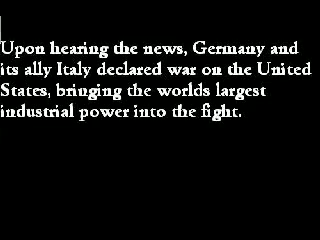 Upon hearing the news, Germany and
its ally Italy declared war on the United
States, bringing the worlds largest
industrial power into the fight.